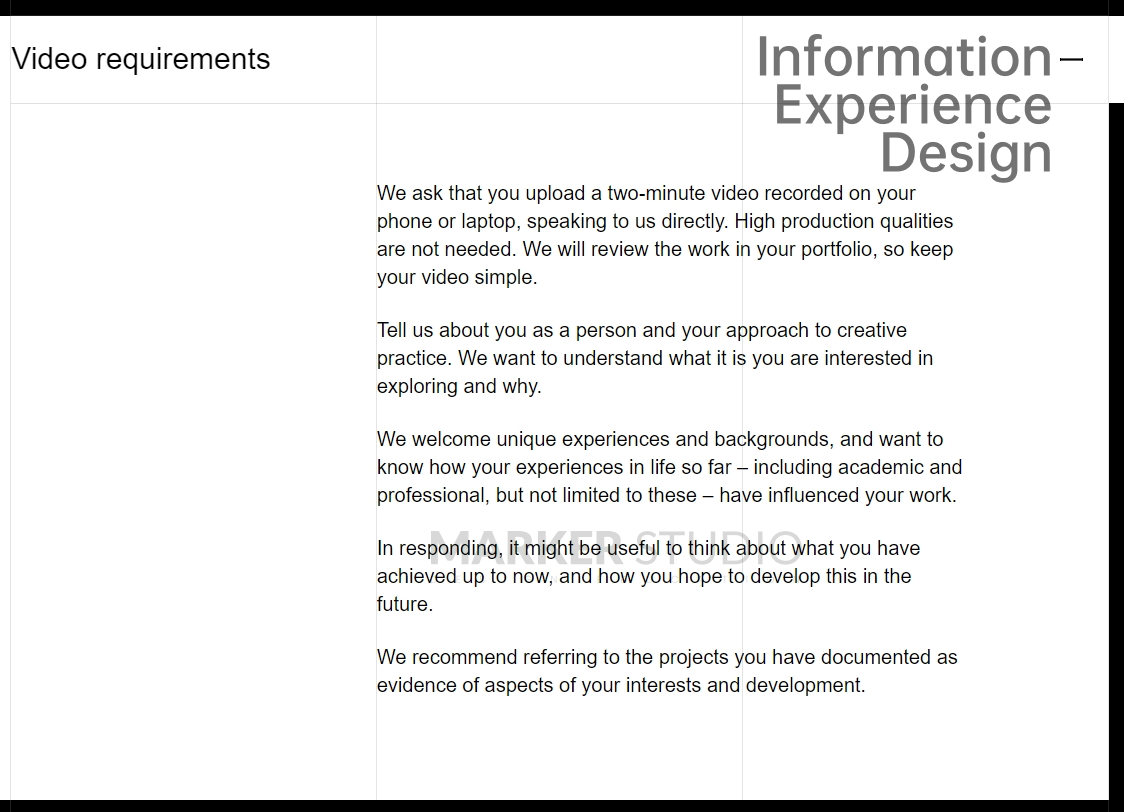 Video requirements
Information
Experience
Design
We ask that you upload a two-minute video recorded on your
phone or laptop, speaking to us directly. High production qualities
are not needed. We will review the work in your portfolio, so keep
your video simple.
Tell us about you as a person and your approach to creative
practice. We want to understand what it is you are interested in
exploring and why.
We welcome unique experiences and backgrounds, and want to
know how your experiences in life so far – including academic and
professional, but not limited to these – have influenced your work.
MARKER STUDIO
In responding, it might be useful to think about what you have
achieved up to now, and how you hope to develop this in the
future.
We recommend referring to the projects you have documented as
evidence of aspects of your interests and development.